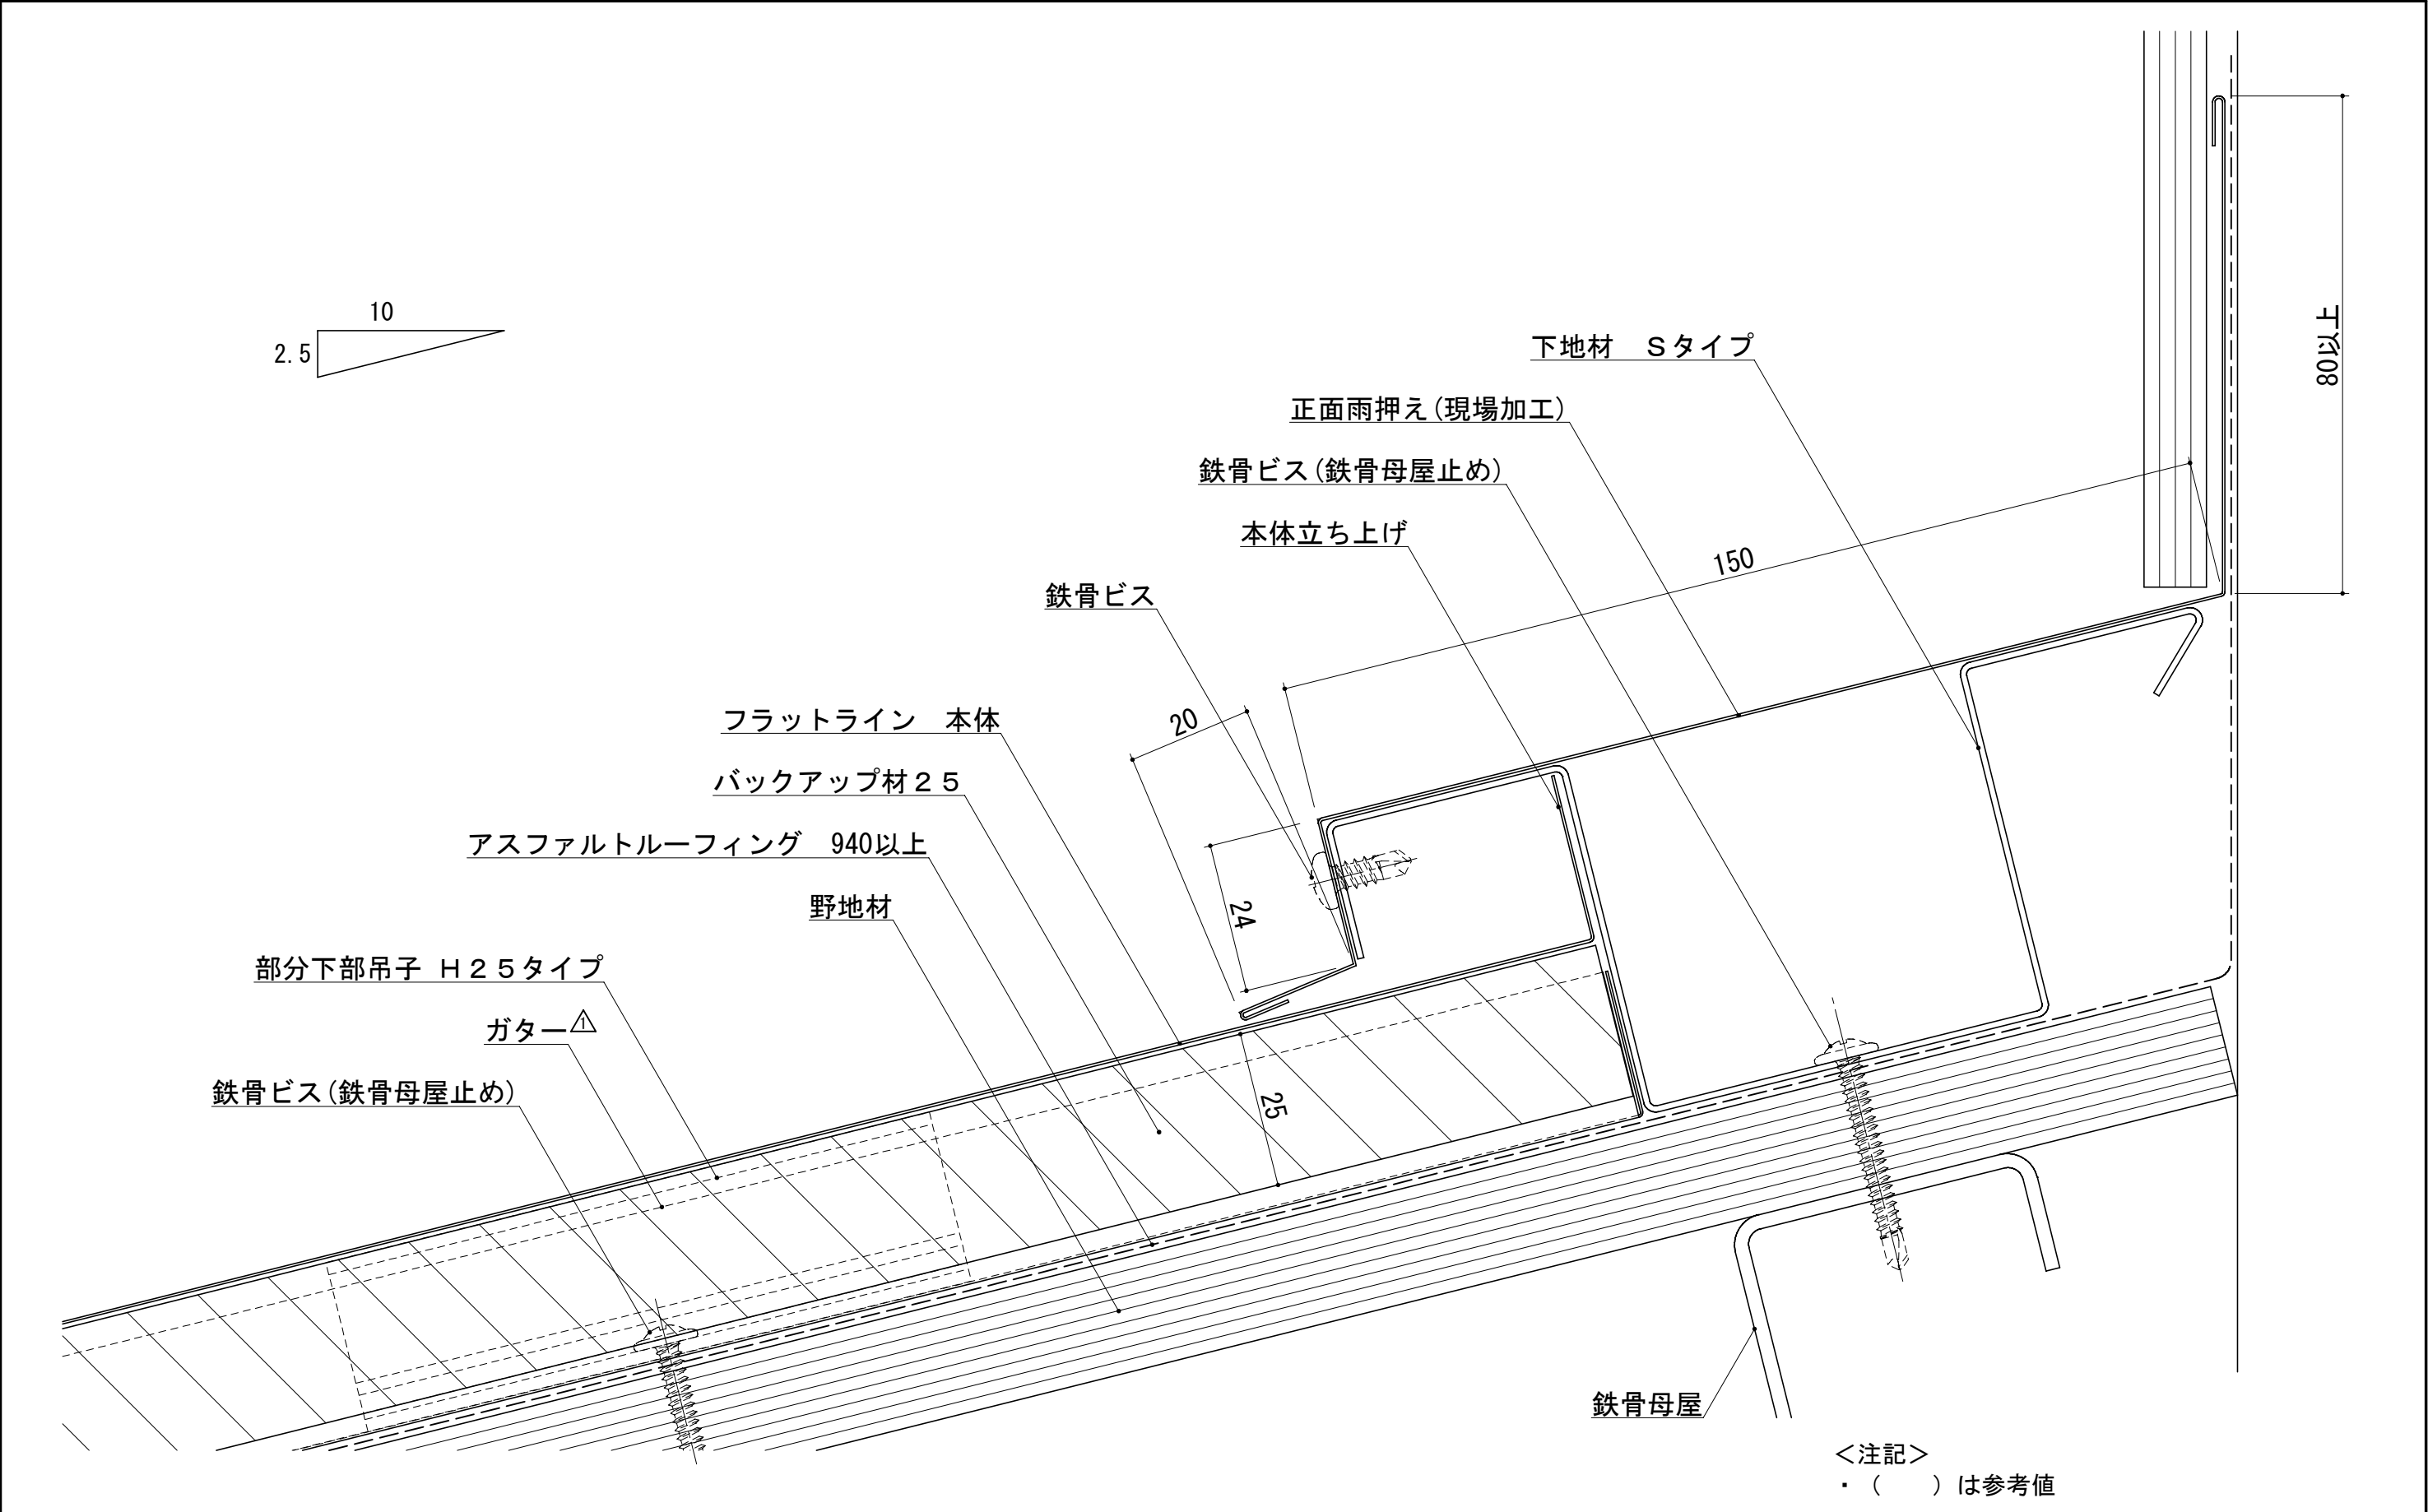 10
2.5
80以上
下地材　Ｓタイプ
正面雨押え(現場加工)
鉄骨ビス(鉄骨母屋止め)
本体立ち上げ
150
鉄骨ビス
20
フラットライン　本体
バックアップ材２５
アスファルトルーフィング　940以上
野地材
24
部分下部吊子 Ｈ２５タイプ
ガター△1
25
鉄骨ビス(鉄骨母屋止め)
鉄骨母屋
＜注記＞
・（　　）は参考値